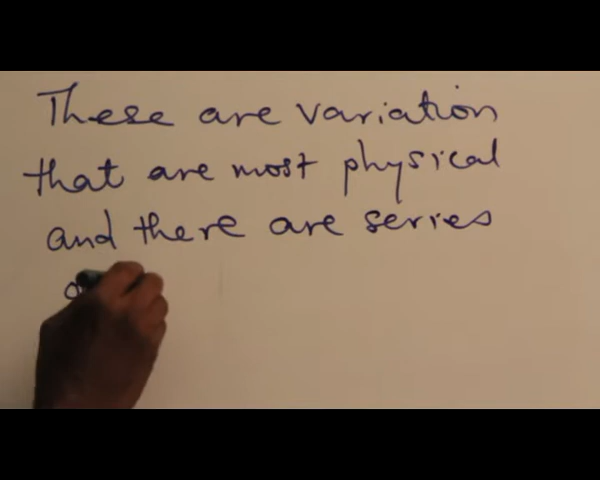 These are variation
that are most physical
and there are series